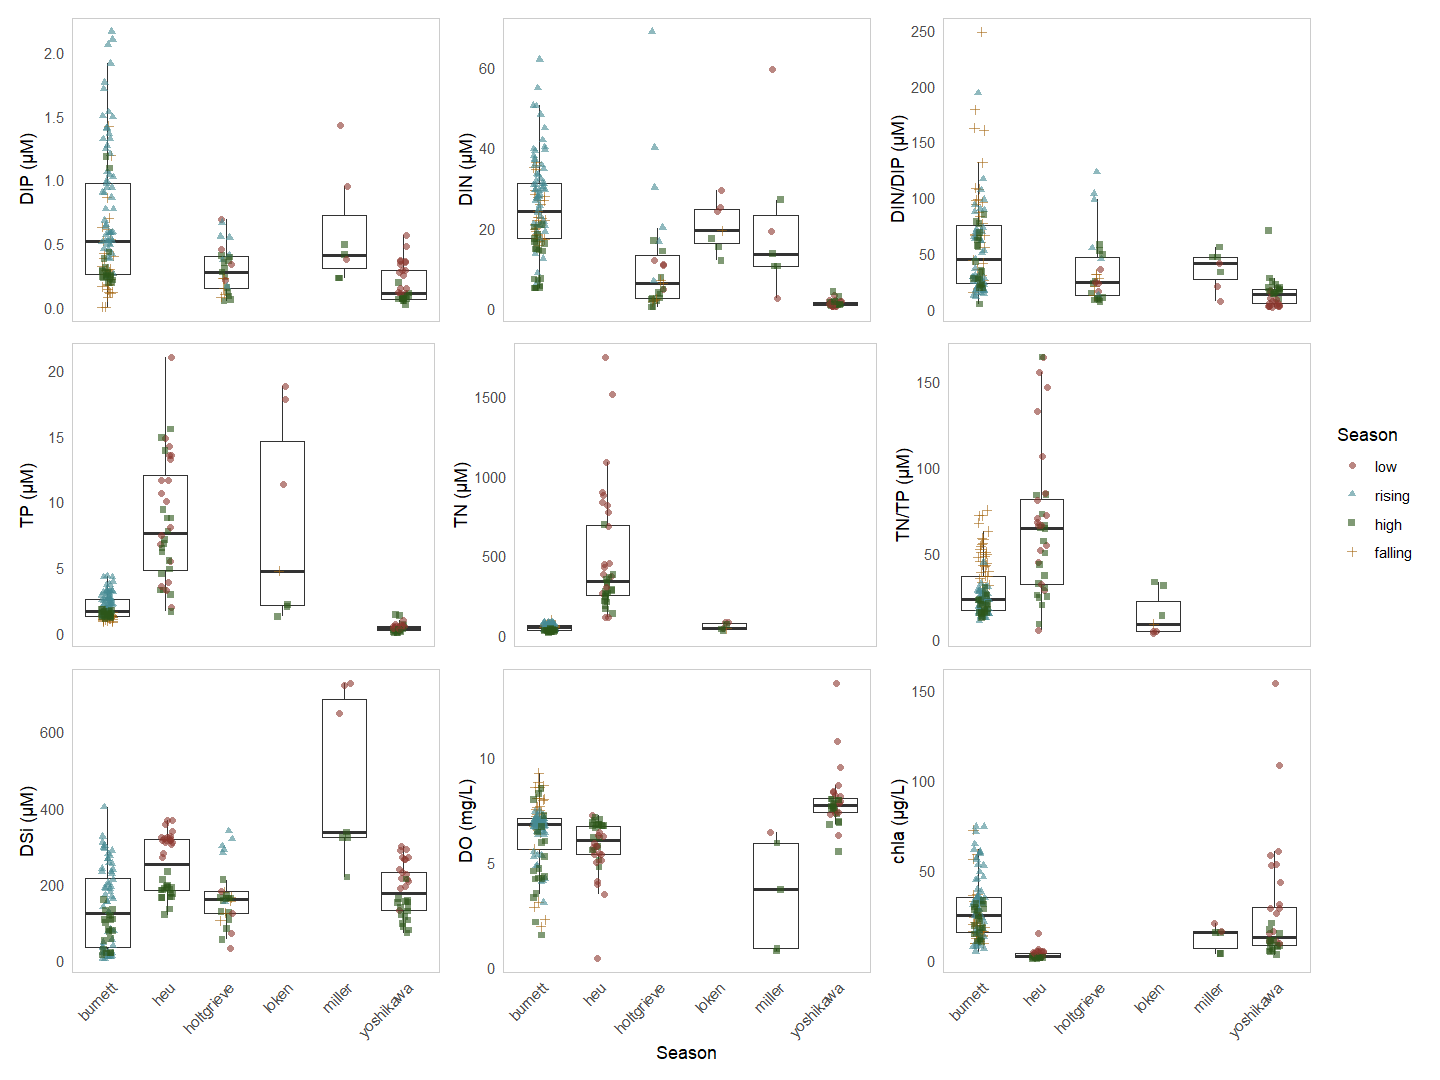 DIP (µM)
2.0
1.5
1.0
0.5
0.0
DIN (µM)
60
40
20
0
DIN/DIP (µM)
250
200
150
100
50
0
TP (µM)
20
15
10
5
0
TN (µM)
1500
1000
500
0
TN/TP (µM)
150
100
50
0
Season
low
rising
high
falling
DSi (µM)
600
400
200
0
DO (mg/L)
10
5
0
chla (µg/L)
150
100
50
0
burnett
heu
holtgrieve
loken
miller
yoshikawa
burnett
heu
holtgrieve
loken
miller
yoshikawa
burnett
heu
holtgrieve
loken
miller
yoshikawa
Season